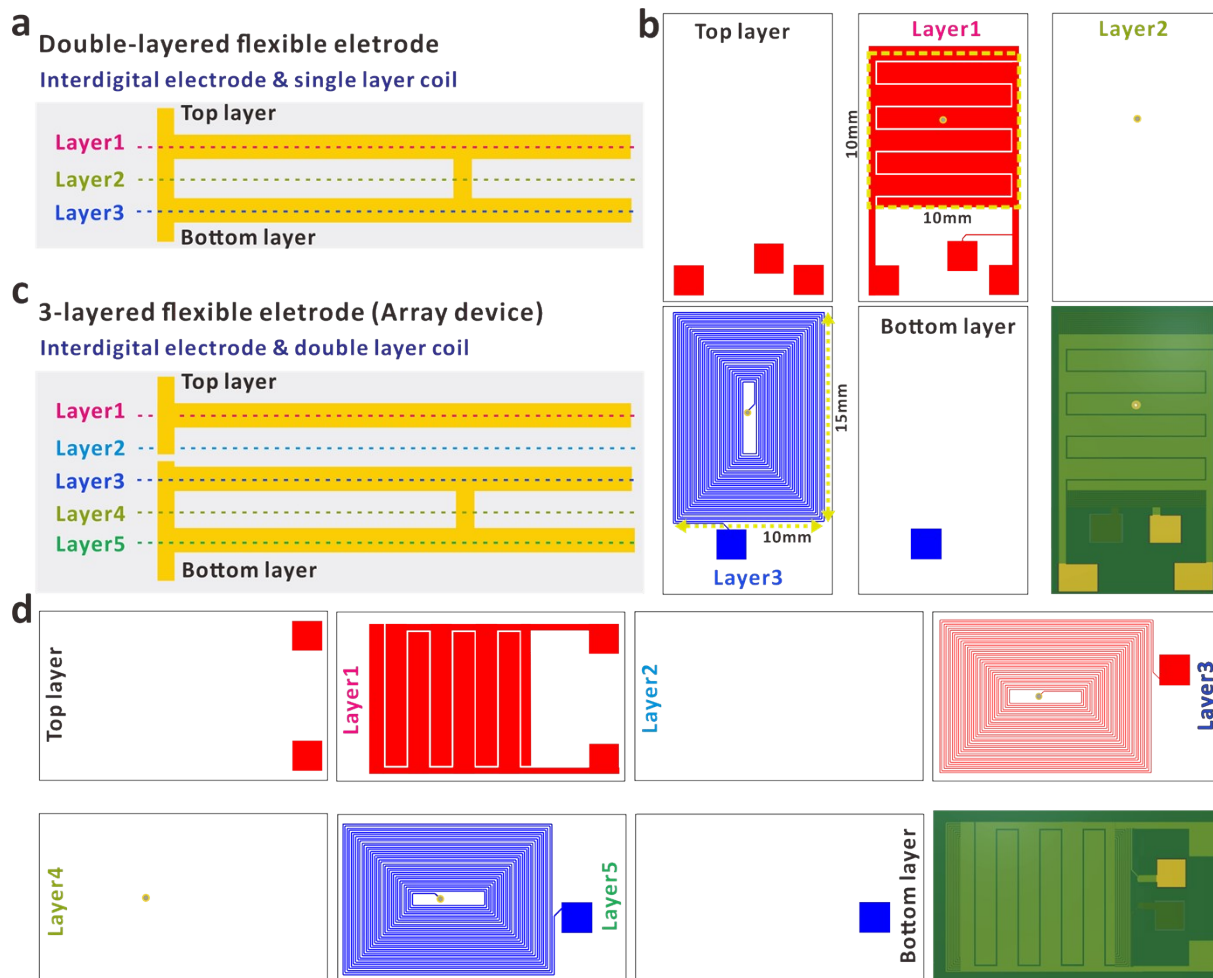 a
Double-layered flexible eletrode
Interdigital electrode & single layer coil
Top layer
Layer1
Layer2
Layer3
Bottom layer
b
Top layer
Layer1
10mm
10mm
Layer2
15mm
10mm
Layer3
Bottom layer
c
3-layered flexible eletrode (Array device)
Interdigital electrode & double layer coil
Top layer
Layer1
Layer2
Layer3
Layer4
Layer5
Bottom layer
d
Top layer
Layer1
Layer2
Layer3
Layer4
Layer5
Bottom layer